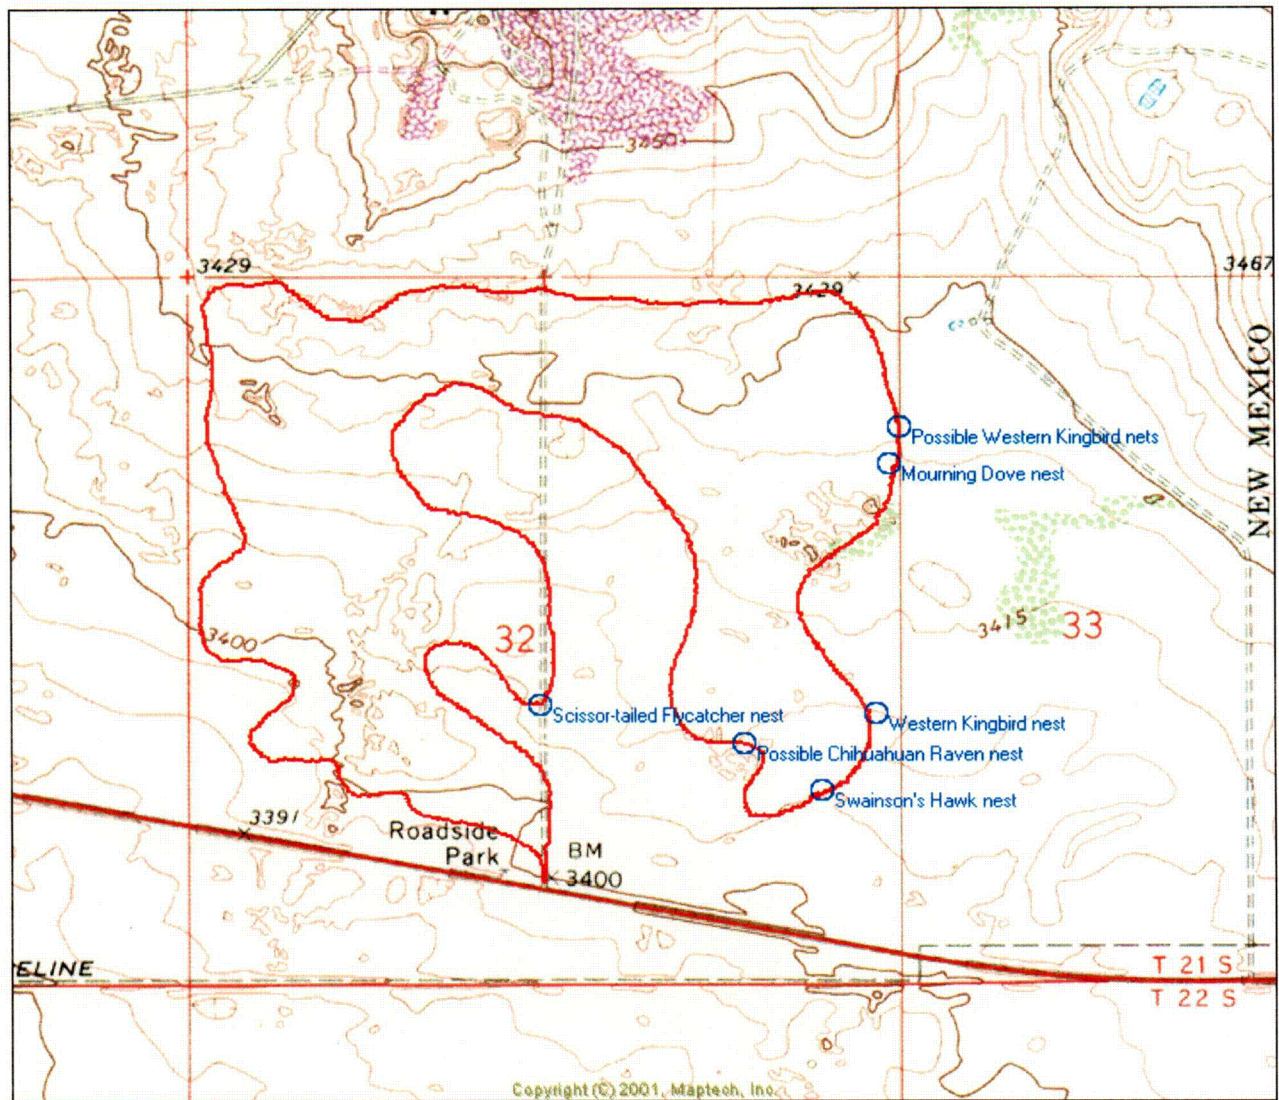 3450
3429
3467
3429
NEW MEXICO
Possible Western Kingbird nets
Mourning Dove nest
3415
33
32
3400
Scissor-tailed Flycatcher nest
Western Kingbird nest
Possible Chihuahuan Raven nest
Swainson's Hawk nest
3391
Roadside
Park
BM
3400
ELINE
T 21 S
T 22 S
Copyright (C) 2001, Maptech, Inc.